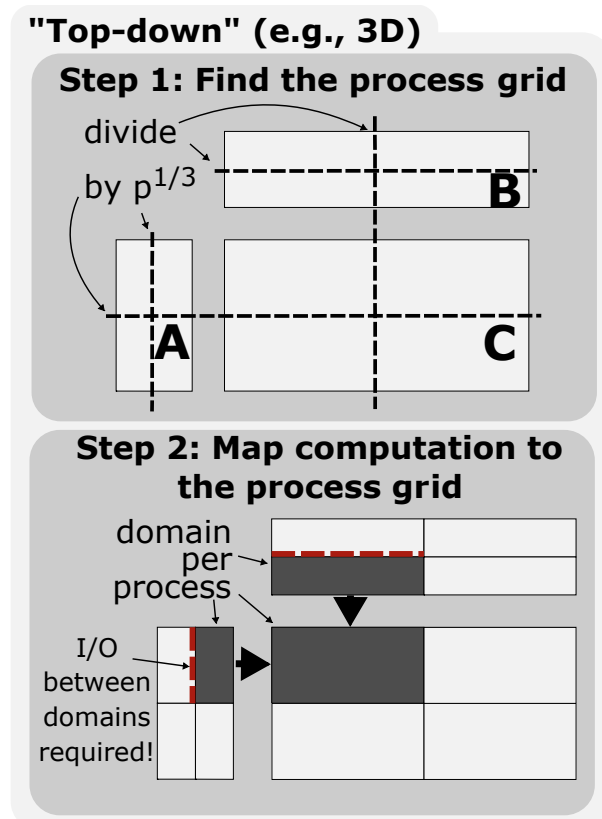 "Top-down" (e.g., 3D)
Step 1: Find the process grid
divide
by p^{1/3}
B
A
C
Step 2: Map computation to
the process grid
domain
per
process
I/O
between
domains
required!